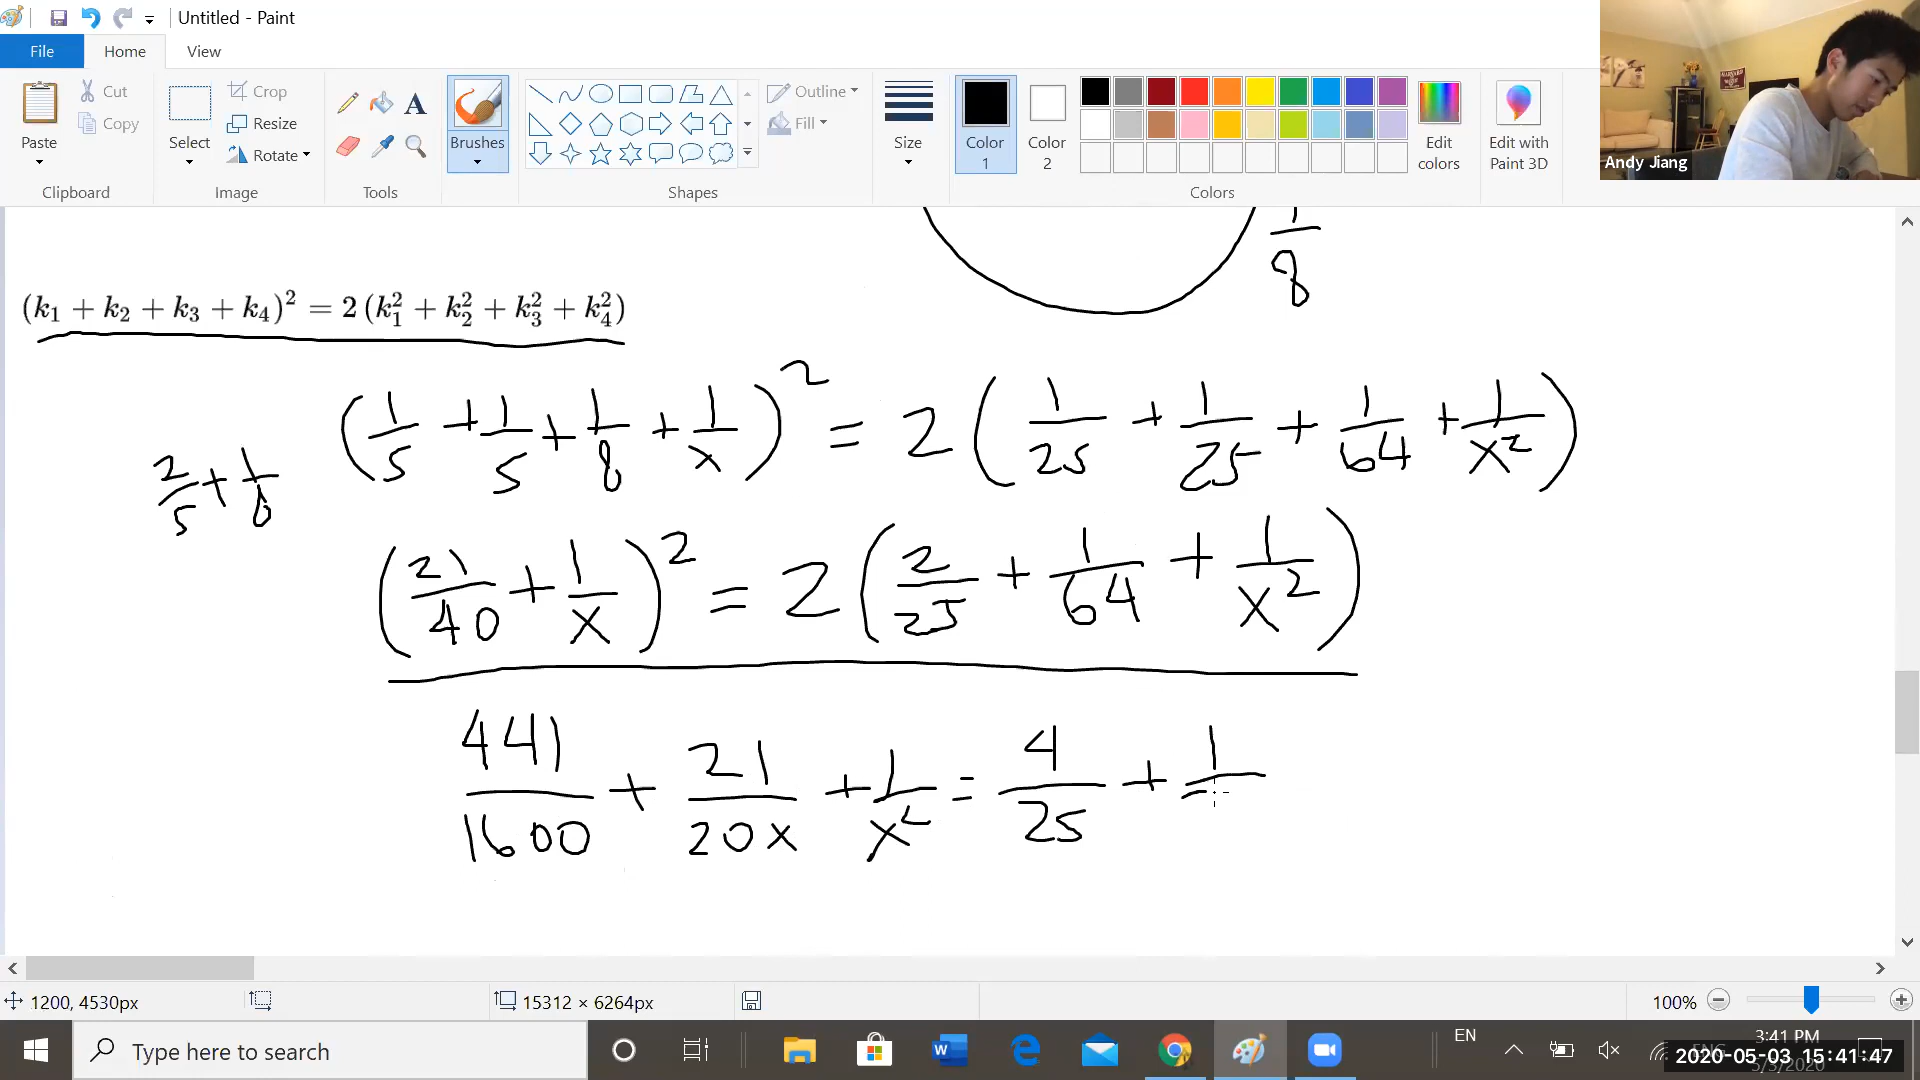 Untitled - Paint
File Home View
Paste Cut Copy Clipboard
Select Crop Resize Rotate Image
Tools
Brushes
Shapes
Outline Fill
Size
Color 1 Color 2 Colors
Edit colors
Edit with Paint 3D
Andy Jiang
1/8
(k₁ + k₂ + k₃ + k₄)² = 2 (k₁² + k₂² + k₃² + k₄²)
(1/5 + 1/5 + 1/8 + 1/x)² = 2 (1/25 + 1/25 + 1/64 + 1/x²)
2/5 + 1/8
(21/40 + 1/x)² = 2 (2/25 + 1/64 + 1/x²)
441/1600 + 21/20x + 1/x² = 4/25 + 1
1200, 4530px 15312 × 6264px 100%
Type here to search
EN
3:41 PM
2020-05-03 15:41:47